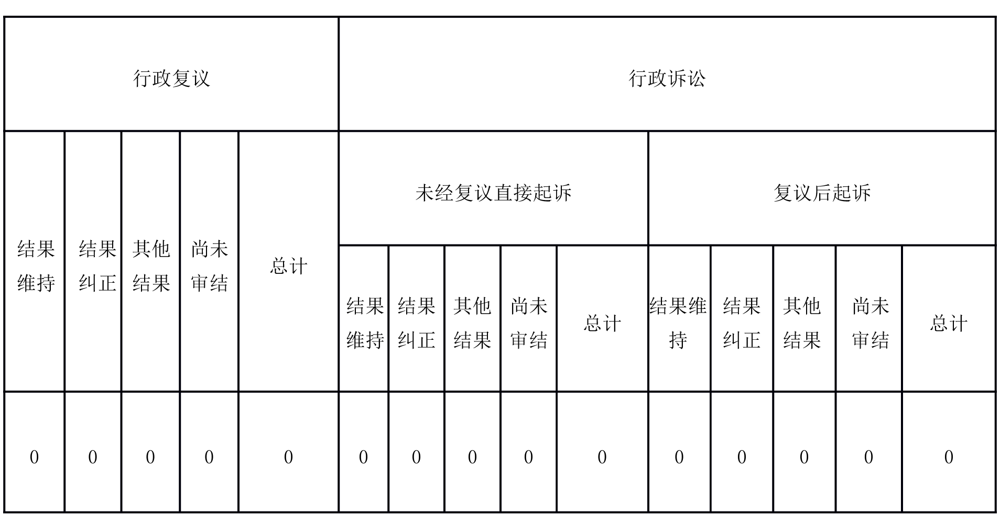 行政复议
行政诉讼
未经复议直接起诉
复议后起诉
结果
维持
结果
纠正
其他
结果
尚未
审结
总计
结果
维持
结果
纠正
其他
结果
尚未
审结
总计
结果维
持
结果
纠正
其他
结果
尚未
审结
总计
0 0 0 0 0 0 0 0 0 0 0 0 0 0 0